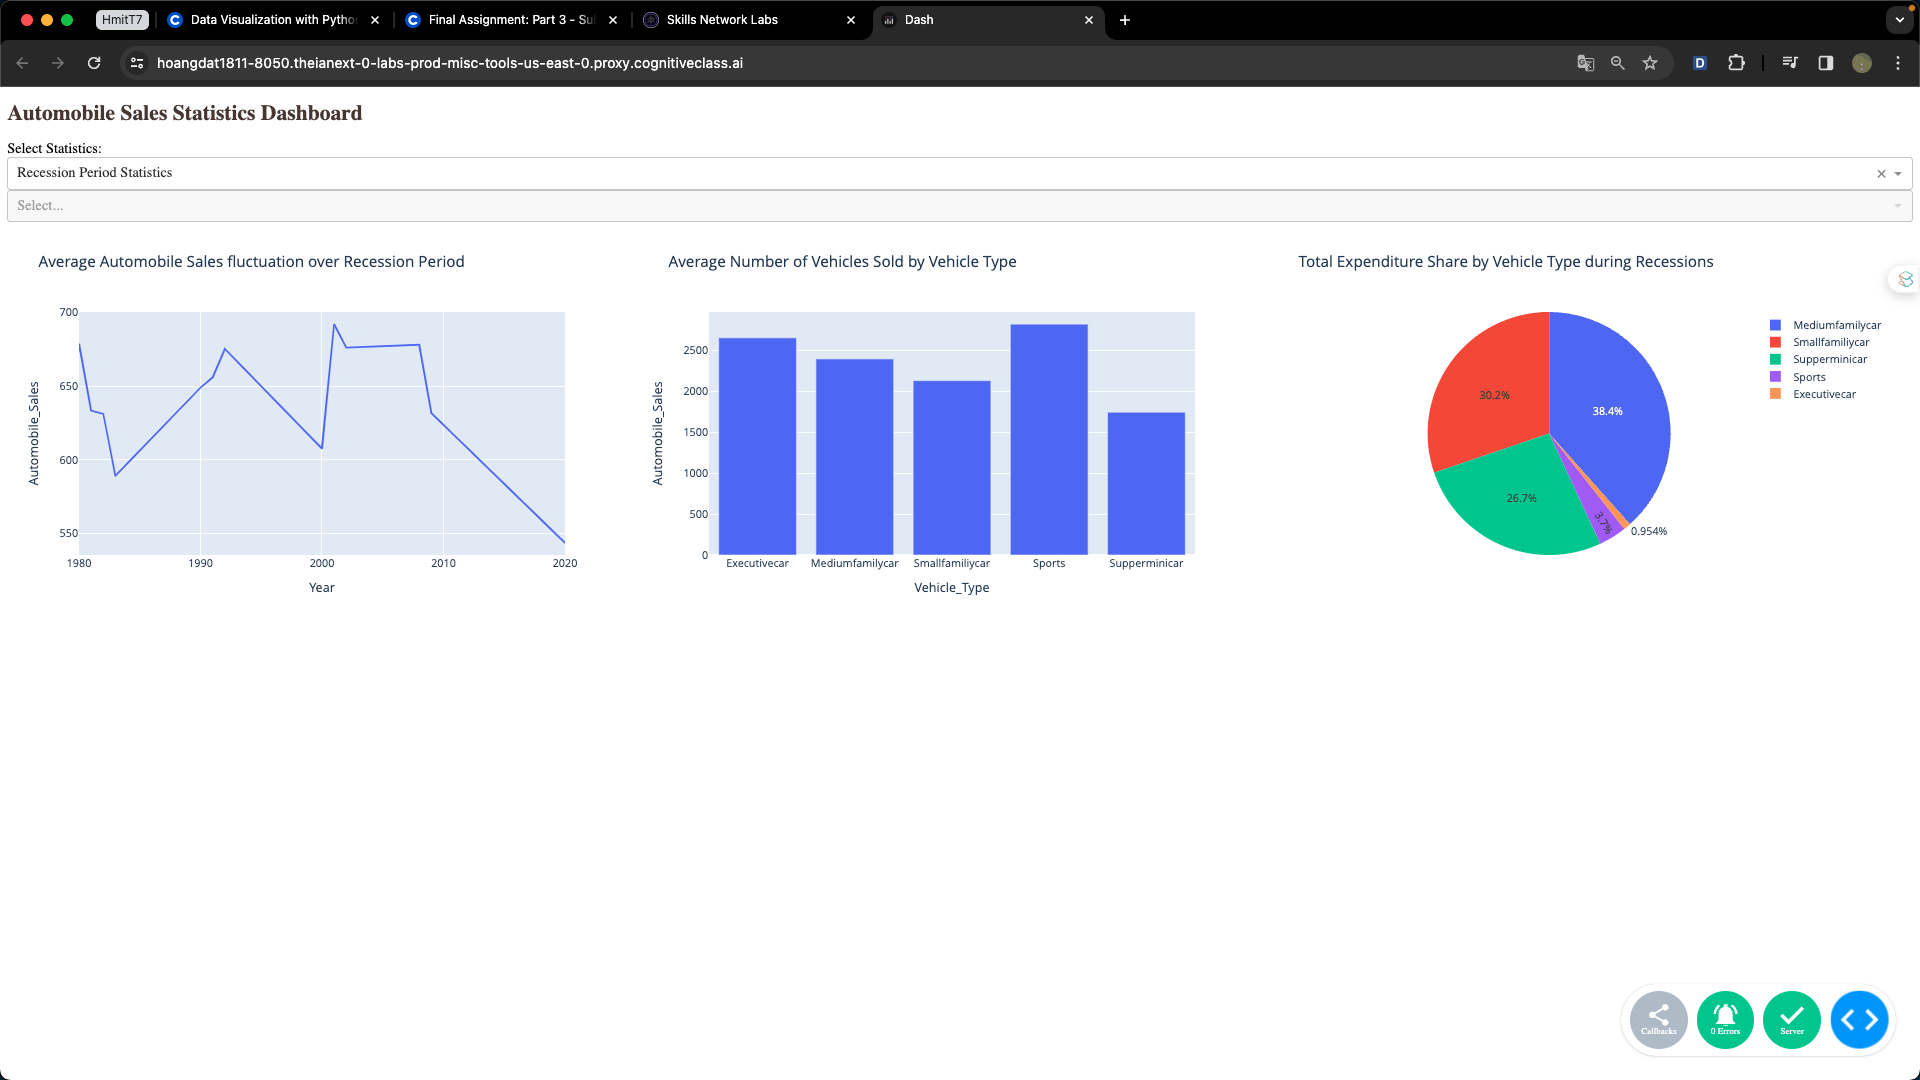 HmitT7
Data Visualization with Pytho
Final Assignment: Part 3 - Su
Skills Network Labs
Dash
hoangdat1811-8050.theianext-0-labs-prod-misc-tools-us-east-0.proxy.cognitiveclass.ai
D
Automobile Sales Statistics Dashboard
Select Statistics:
Recession Period Statistics
Select...
Average Automobile Sales fluctuation over Recession Period
700
650
600
550
Automobile_Sales
1980
1990
2000
2010
2020
Year
Average Number of Vehicles Sold by Vehicle Type
2500
2000
1500
1000
500
0
Automobile_Sales
Executivecar
Mediumfamilycar
Smallfamiliycar
Sports
Supperminicar
Vehicle_Type
Total Expenditure Share by Vehicle Type during Recessions
30.2%
38.4%
26.7%
3.7%
0.954%
Mediumfamilycar
Smallfamiliycar
Supperminicar
Sports
Executivecar
Callbacks
0 Errors
Server